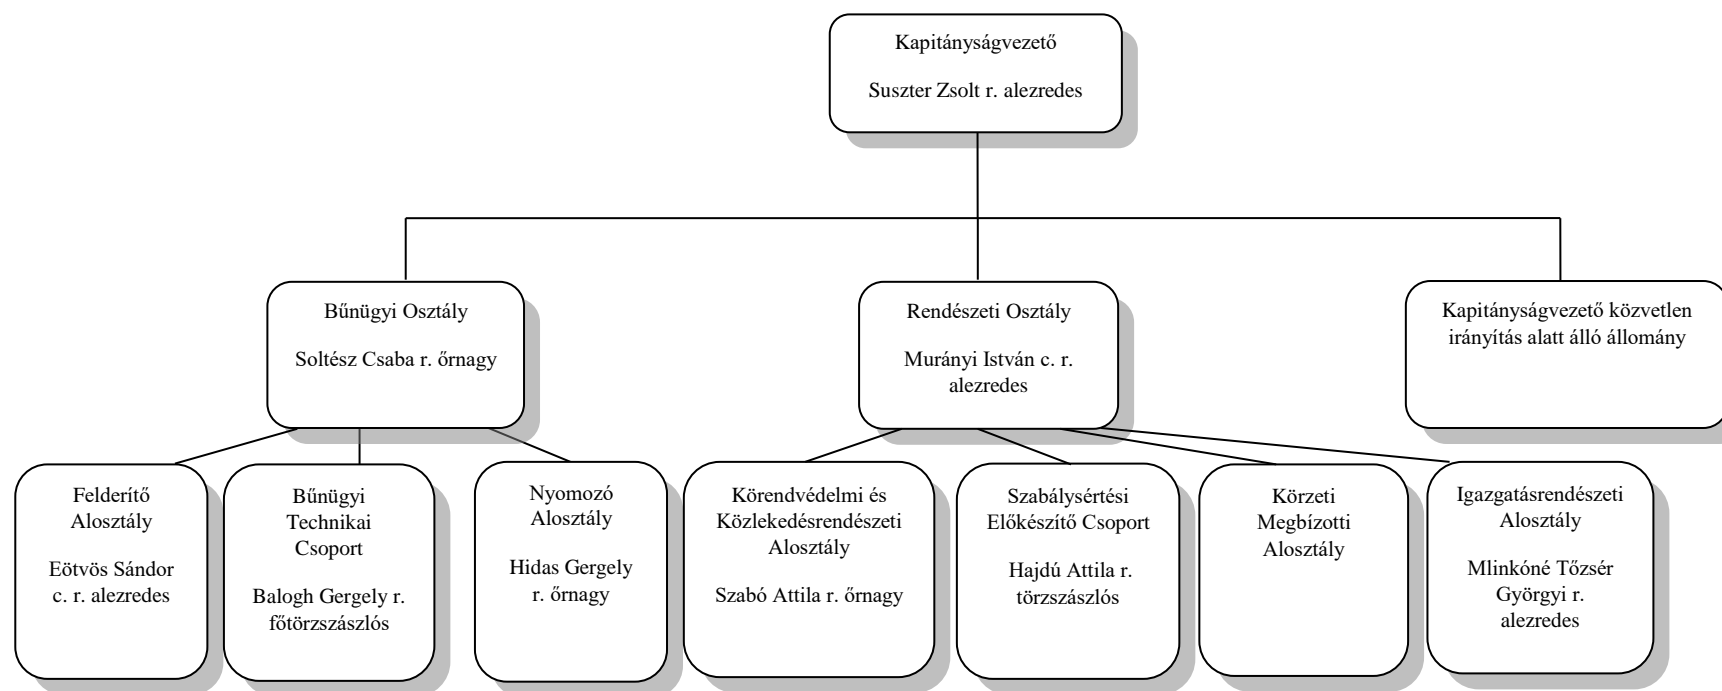 Kapitányságvezető
Suszter Zsolt r. alezredes
Bűnügyi Osztály
Soltész Csaba r. őrnagy
Rendészeti Osztály
Murányi István c. r.
alezredes
Kapitányságvezető közvetlen
irányítás alatt álló állomány
Felderítő
Alosztály
Eötvös Sándor
c. r. alezredes
Bűnügyi
Technikai
Csoport
Balogh Gergely r.
főtörzszászlós
Nyomozó
Alosztály
Hidas Gergely
r. őrnagy
Körendvédelmi és
Közlekedésrendészeti
Alosztály
Szabó Attila r. őrnagy
Szabálysértési
Előkészítő Csoport
Hajdú Attila r.
törzszászlós
Körzeti
Megbízotti
Alosztály
Igazgatásrendészeti
Alosztály
Mlinkóné Tőzsér
Györgyi r.
alezredes